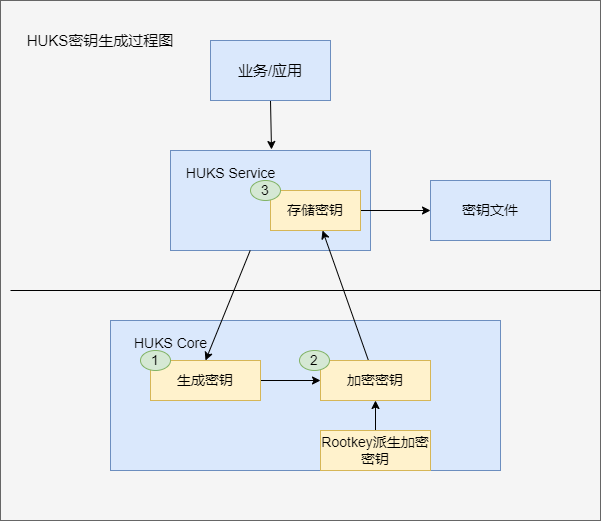 HUKS密钥生成过程图
业务/应用
HUKS Service
3
存储密钥
密钥文件
HUKS Core
1
生成密钥
2
加密密钥
Rootkey派生加密
密钥